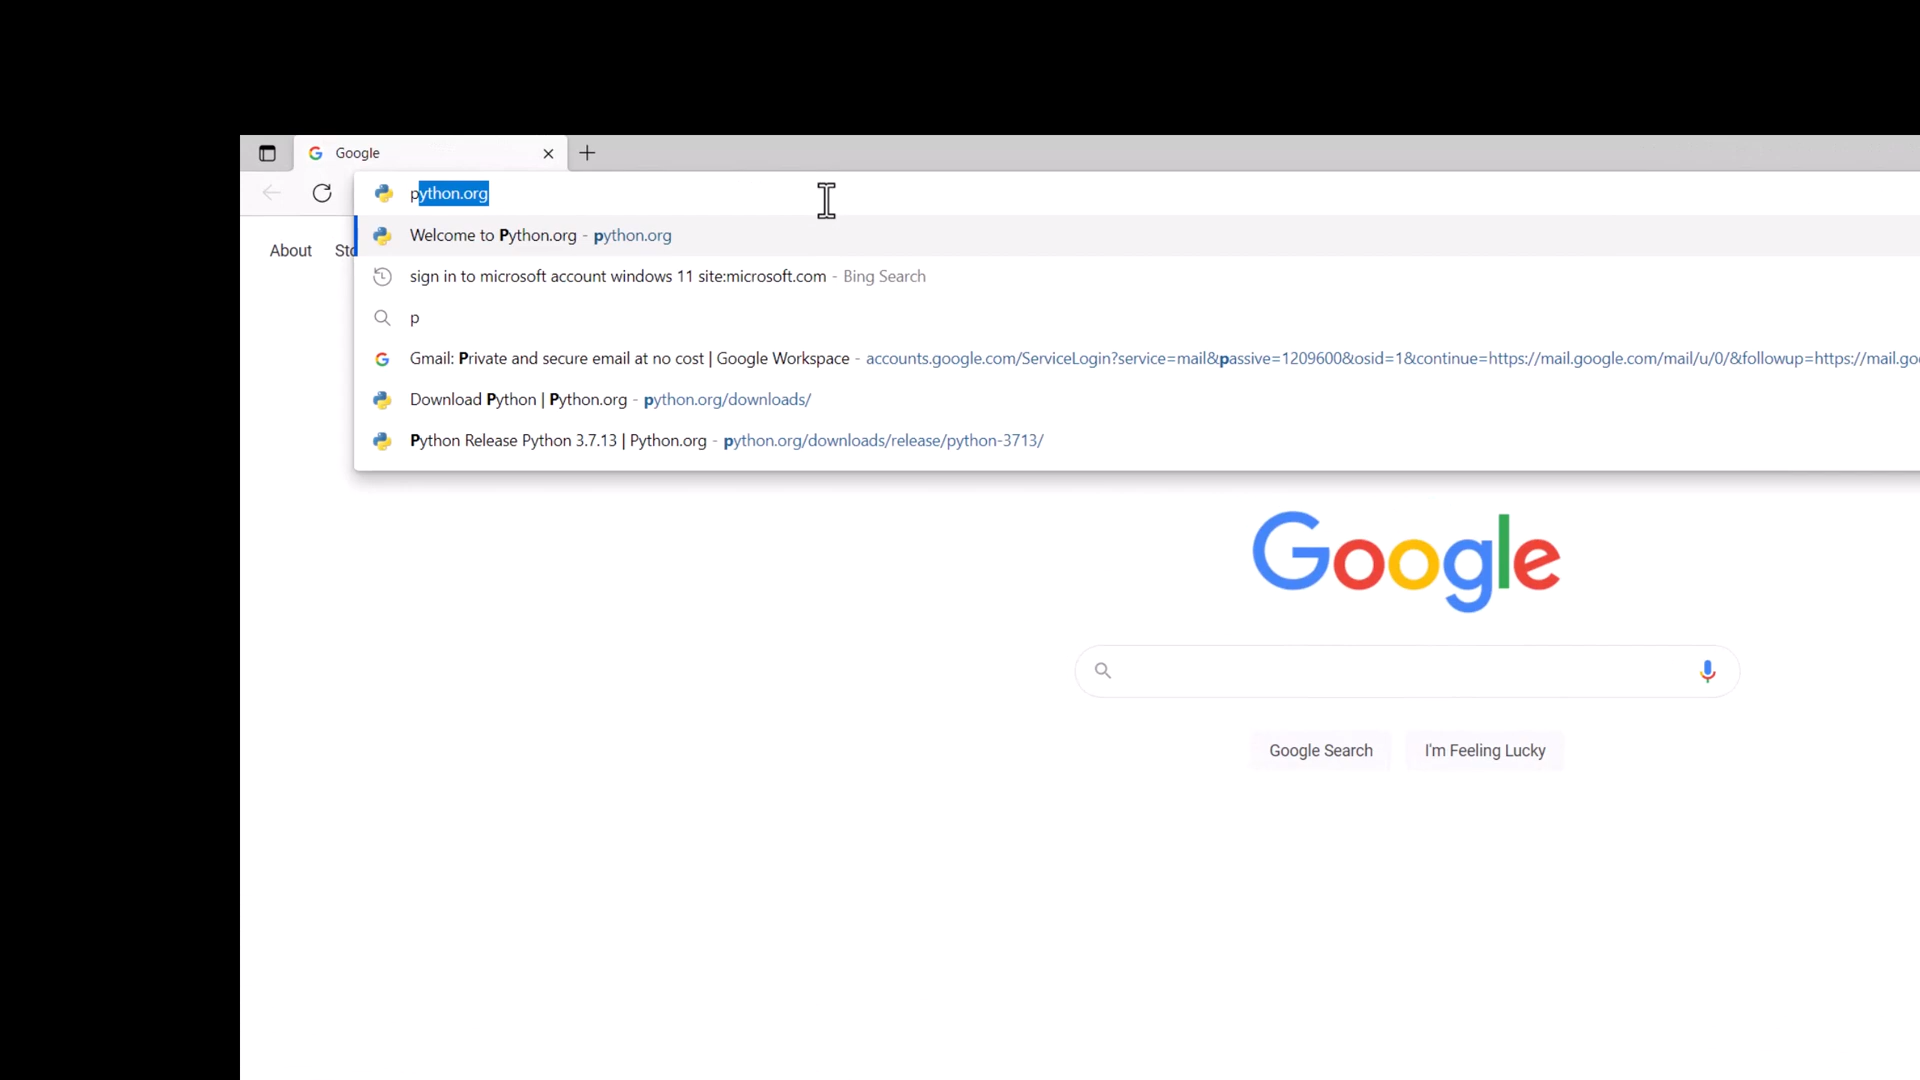 Google
python.org
About Sto
Welcome to Python.org - python.org
sign in to microsoft account windows 11 site:microsoft.com - Bing Search
p
Gmail: Private and secure email at no cost | Google Workspace - accounts.google.com/ServiceLogin?service=mail&passive=1209600&osid=1&continue=https://mail.google.com/mail/u/0/&followup=https://mail.goo
Download Python | Python.org - python.org/downloads/
Python Release Python 3.7.13 | Python.org - python.org/downloads/release/python-3713/
Google
Google Search I'm Feeling Lucky